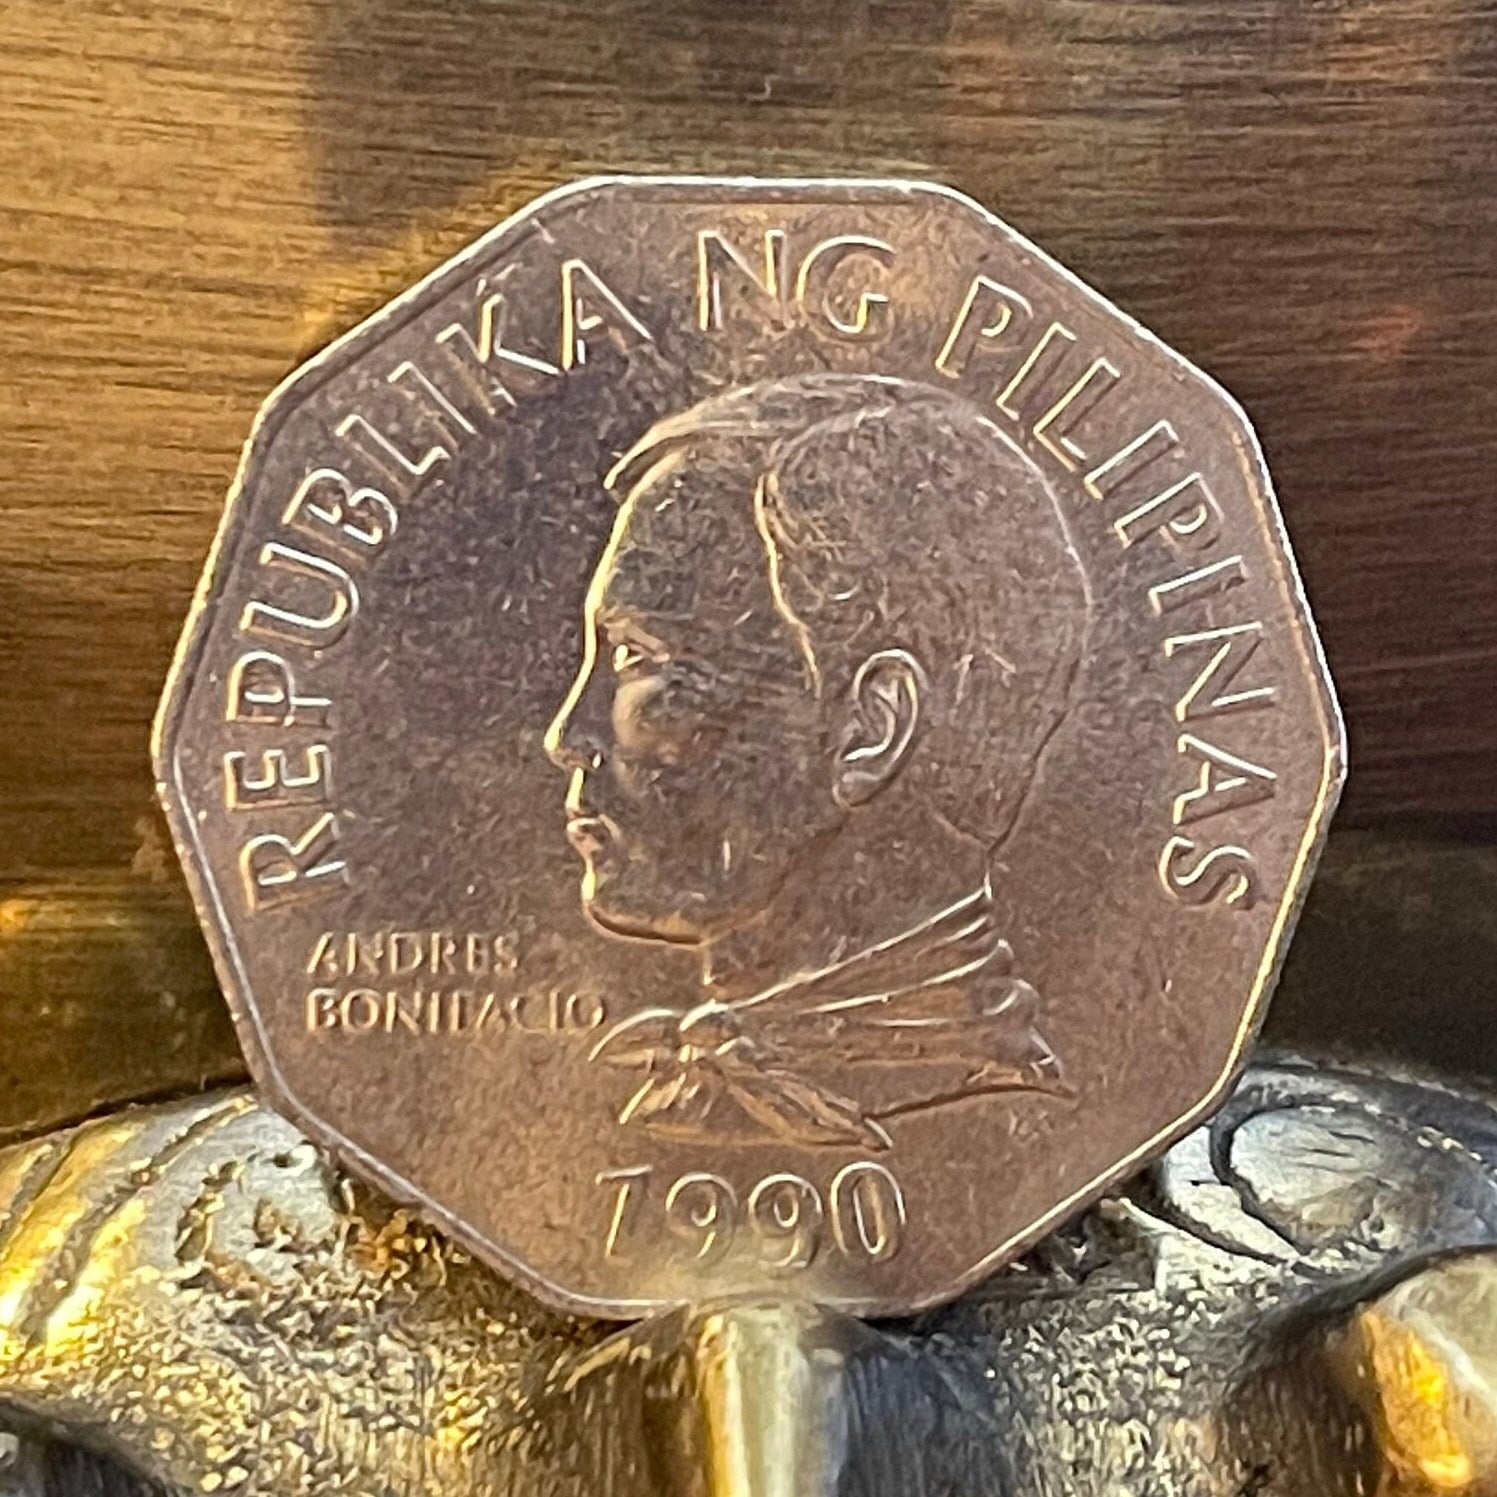 REPUBLIKA NG PILIPINAS
ANDRES
BONIFACIO
1990